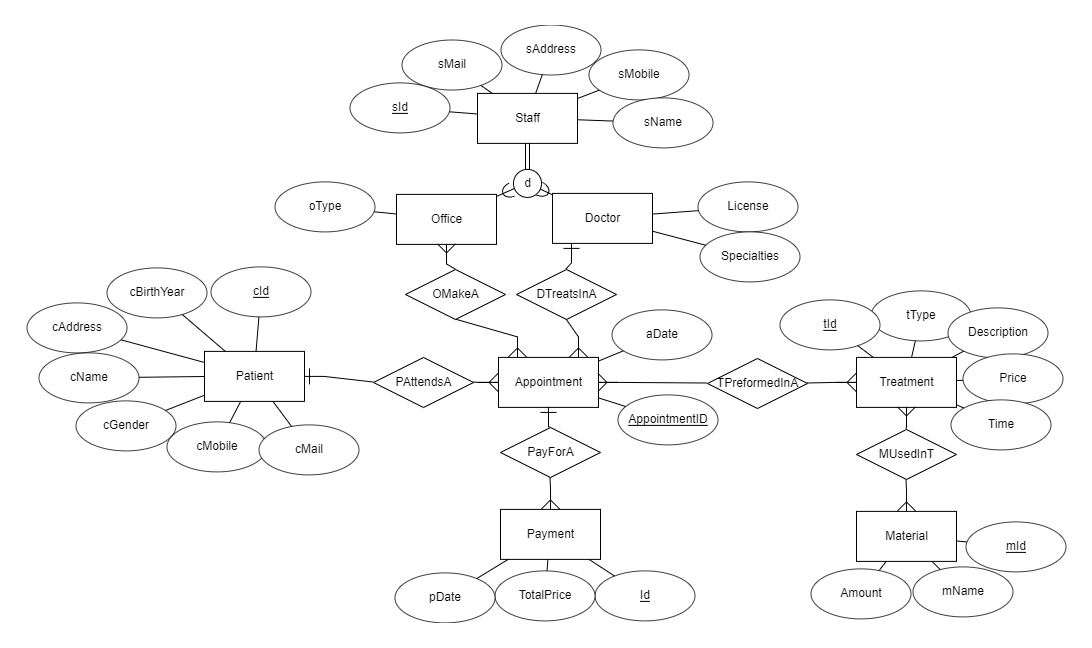 sAddress
sMail
sMobile
sId
Staff
sName
d
oType
Office
Doctor
License
Specialties
cBirthYear
cId
OMakeA
DTreatsInA
cAddress
aDate
tId
tType
Description
cName
Patient
PAttendsA
Appointment
TPreformedInA
Treatment
Price
cGender
cMobile
cMail
AppointmentID
Time
PayForA
MUsedInT
Payment
Material
mId
pDate
TotalPrice
Id
Amount
mName